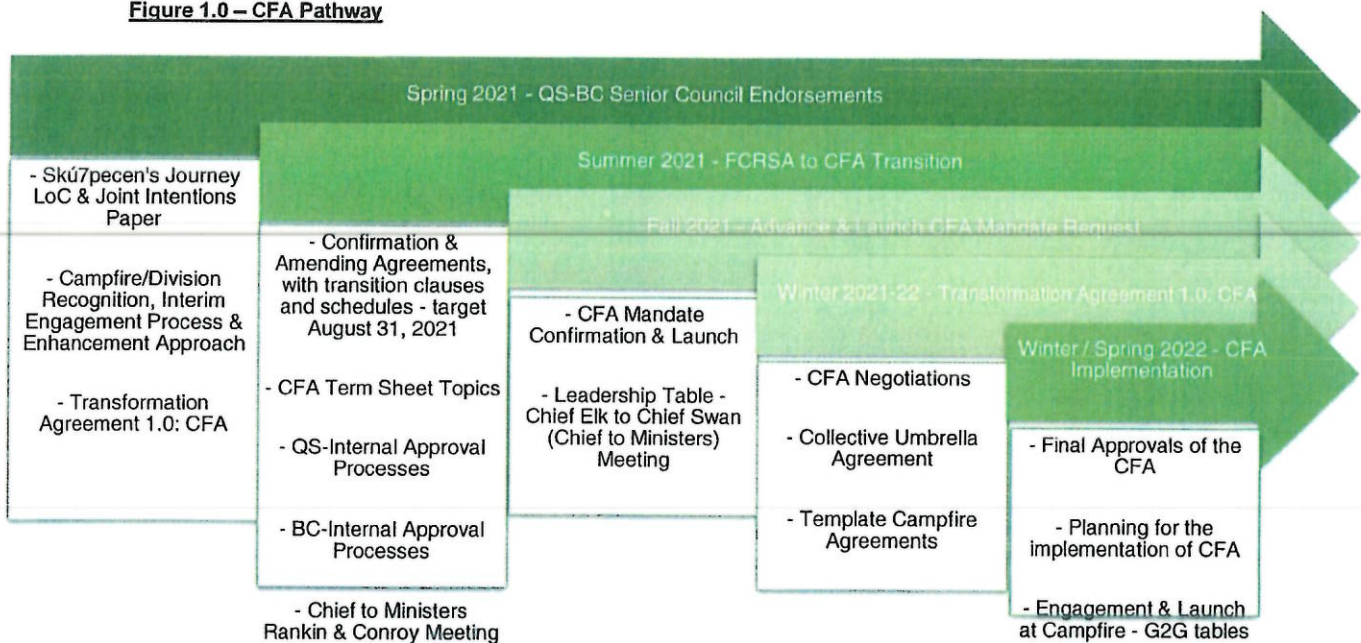 Figure 1.0 – CFA Pathway
Spring 2021 - QS-BC Senior Council Endorsements
- Skú7pecen's Journey
LoC & Joint Intentions
Paper
- Campfire/Division
Recognition, Interim
Engagement Process &
Enhancement Approach
- Transformation
Agreement 1.0: CFA
Summer 2021 - FCRSA to CFA Transition
- Confirmation &
Amending Agreements,
with transition clauses
and schedules - target
August 31, 2021
- CFA Term Sheet Topics
- QS-Internal Approval
Processes
- BC-Internal Approval
Processes
- Chief to Ministers
Rankin & Conroy Meeting
Fall 2021 - Advance & Launch CFA Mandate Request
- CFA Mandate
Confirmation & Launch
- Leadership Table -
Chief Elk to Chief Swan
(Chief to Ministers)
Meeting
Winter 2021-22 - Transformation Agreement 1.0: CFA
- CFA Negotiations
- Collective Umbrella
Agreement
- Template Campfire
Agreements
Winter / Spring 2022 - CFA
Implementation
- Final Approvals of the
CFA
- Planning for the
implementation of CFA
- Engagement & Launch
at Campfire - G2G tables